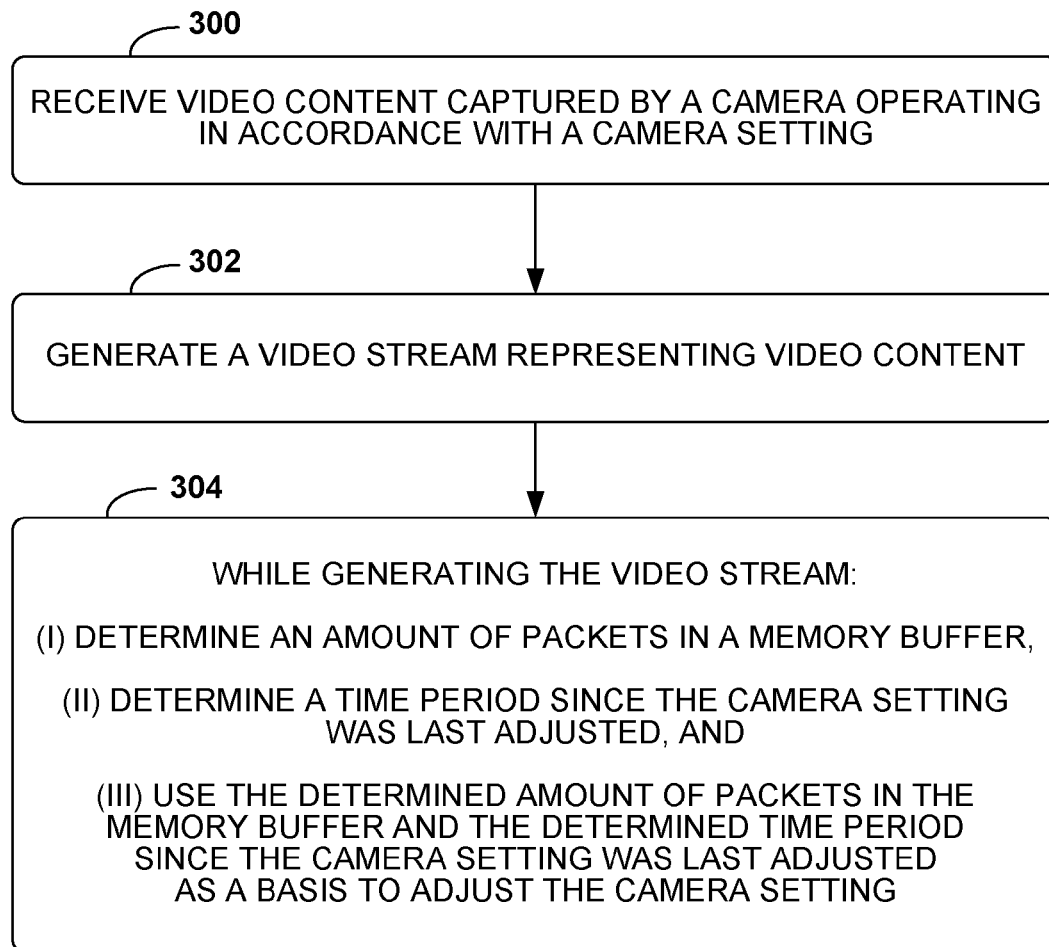 300
RECEIVE VIDEO CONTENT CAPTURED BY A CAMERA OPERATING
IN ACCORDANCE WITH A CAMERA SETTING
302
GENERATE A VIDEO STREAM REPRESENTING VIDEO CONTENT
304
WHILE GENERATING THE VIDEO STREAM:
(I) DETERMINE AN AMOUNT OF PACKETS IN A MEMORY BUFFER,
(II) DETERMINE A TIME PERIOD SINCE THE CAMERA SETTING
WAS LAST ADJUSTED, AND
(III) USE THE DETERMINED AMOUNT OF PACKETS IN THE
MEMORY BUFFER AND THE DETERMINED TIME PERIOD
SINCE THE CAMERA SETTING WAS LAST ADJUSTED
AS A BASIS TO ADJUST THE CAMERA SETTING